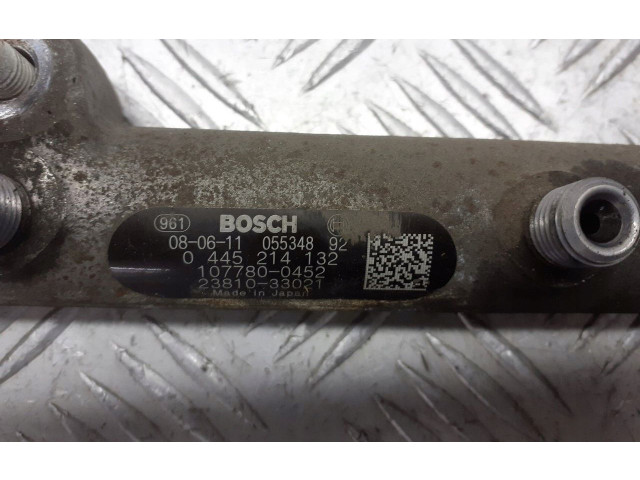 961 BOSCH
08-06-11 055348 92
0 445 214 132
107780-0452
23810-33021
Made in Japan